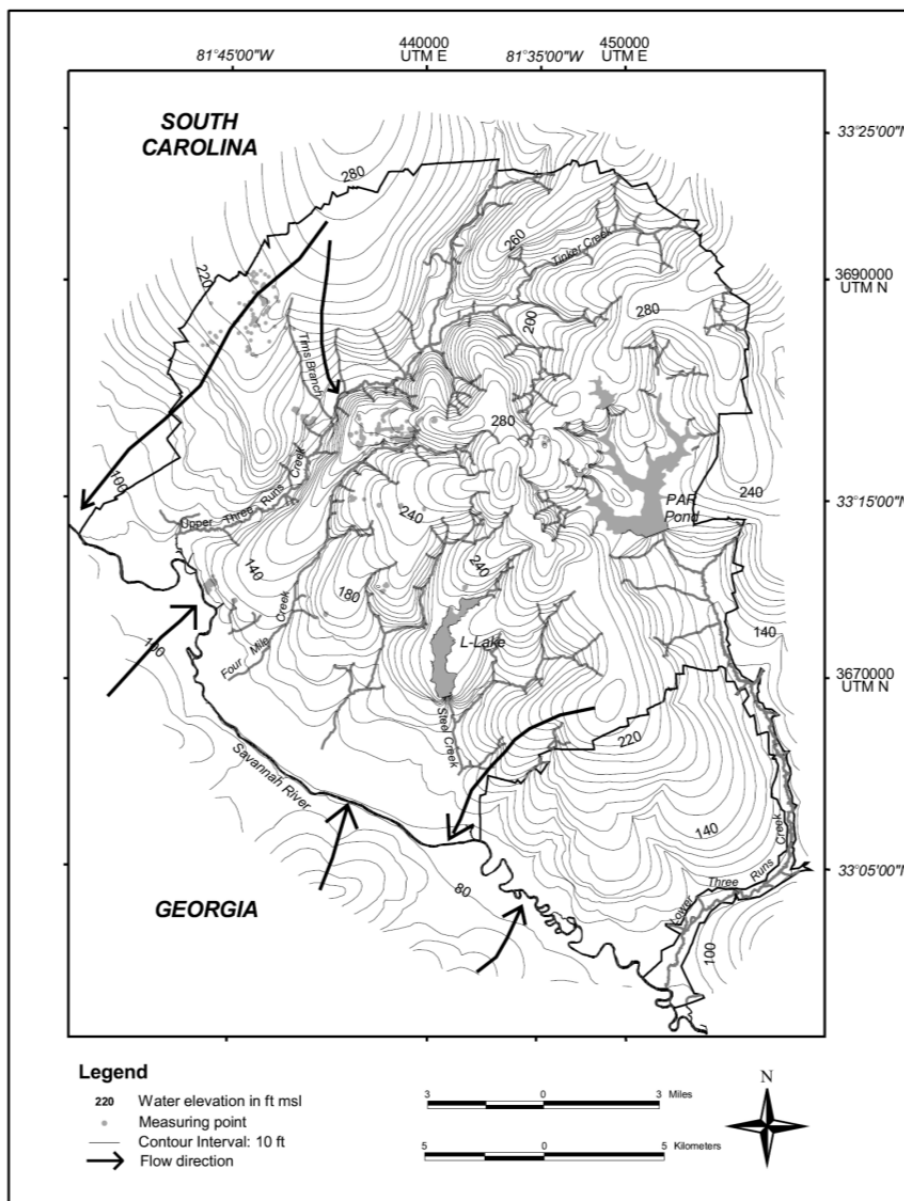 440000
450000
81°45'00"W
UTM E
81°35'00"W
UTM E
SOUTH
CAROLINA
33°25'00"N
280
260
Tinker Creek
220
3690000
UTM N
280
200
Tims Branch
280
100
240
33°15'00"N
PAR
Pond
Upper Three Runs Creek
240
140
240
180
100
Four Mile Creek
L-Lake
140
3670000
UTM N
Steel Creek
220
Savannah River
140
33°05'00"N
GEORGIA
80
Lower Three Runs Creek
100
Legend
220 Water elevation in ft msl
Measuring point
Contour Interval: 10 ft
Flow direction
3 0 3 Miles
5 0 5 Kilometers
N